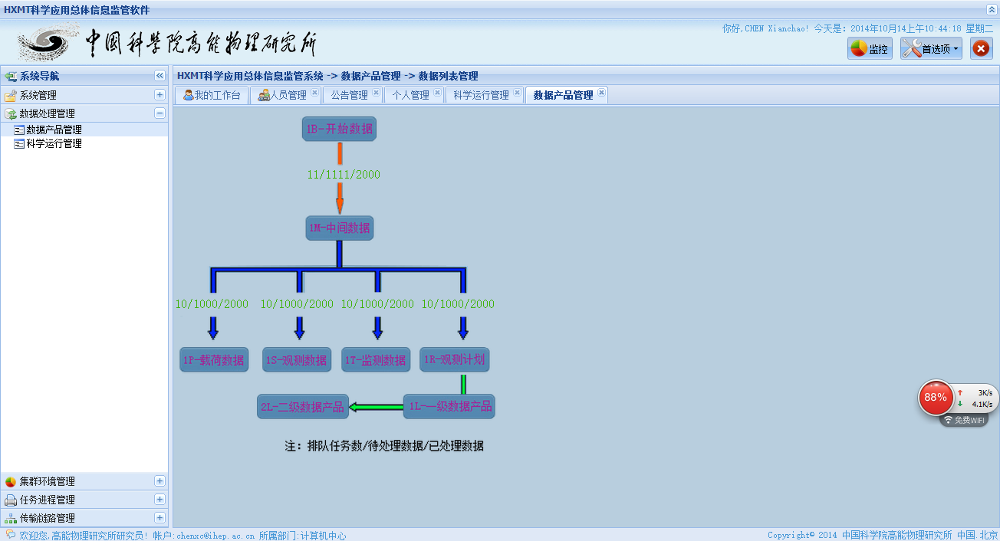 HXMT科学应用总体信息监管软件
中国科学院高能物理研究所
你好,CHEN Xianchao! 今天是：2014年10月14上午10:44:18 星期二
监控 首选项
系统导航
系统管理
数据处理管理
数据产品管理
科学运行管理
集群环境管理
任务进程管理
传输链路管理
HXMT科学应用总体信息监管系统 -> 数据产品管理 -> 数据列表管理
我的工作台 人员管理 公告管理 个人管理 科学运行管理 数据产品管理
1B-开始数据
11/1111/2000
1M-中间数据
10/1000/2000 10/1000/2000 10/1000/2000 10/1000/2000
1P-载荷数据 1S-观测数据 1T-监测数据 1R-观测计划
2L-二级数据产品 1L-一级数据产品
注：排队任务数/待处理数据/已处理数据
88% 3K/s
4.1K/s
免费WIFI
欢迎您,高能物理研究所研究员! 帐户:chenxc@ihep.ac.cn 所属部门:计算机中心
Copyright© 2014 中国科学院高能物理研究所 中国.北京